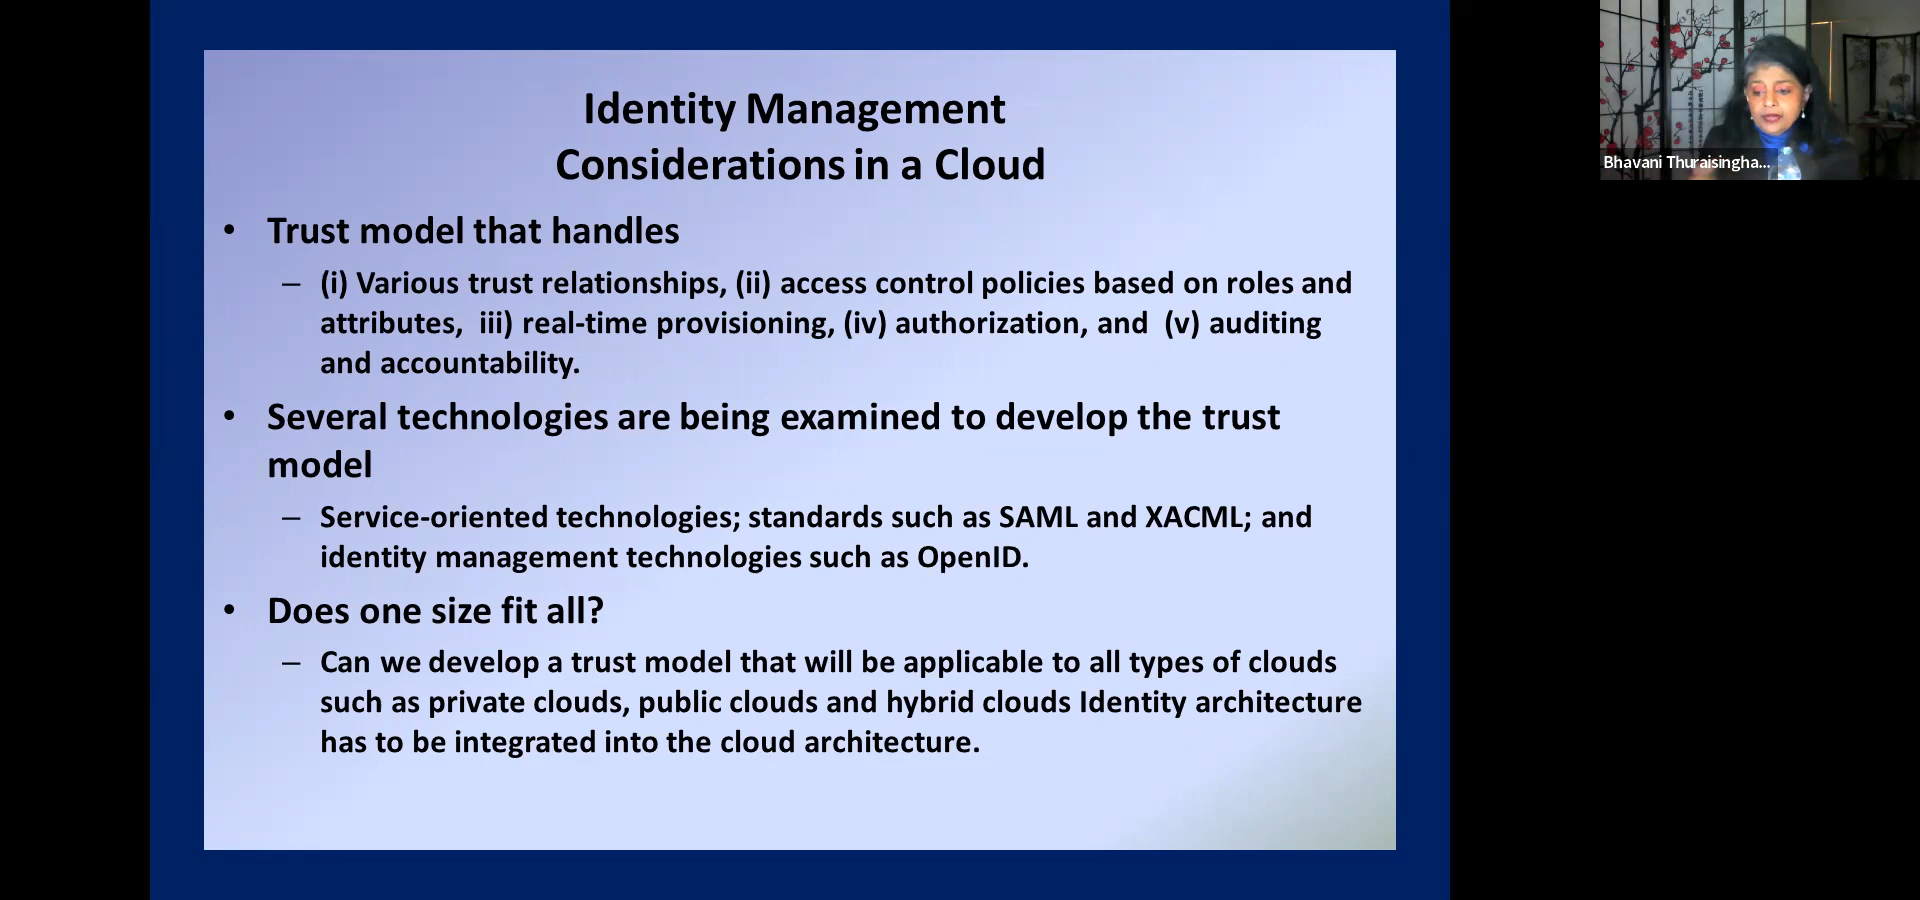 Identity Management
Considerations in a Cloud
• Trust model that handles
– (i) Various trust relationships, (ii) access control policies based on roles and
attributes,  iii) real-time provisioning, (iv) authorization, and  (v) auditing
and accountability.
• Several technologies are being examined to develop the trust
model
– Service-oriented technologies; standards such as SAML and XACML; and
identity management technologies such as OpenID.
• Does one size fit all?
– Can we develop a trust model that will be applicable to all types of clouds
such as private clouds, public clouds and hybrid clouds Identity architecture
has to be integrated into the cloud architecture.
Bhavani Thuraisingha...